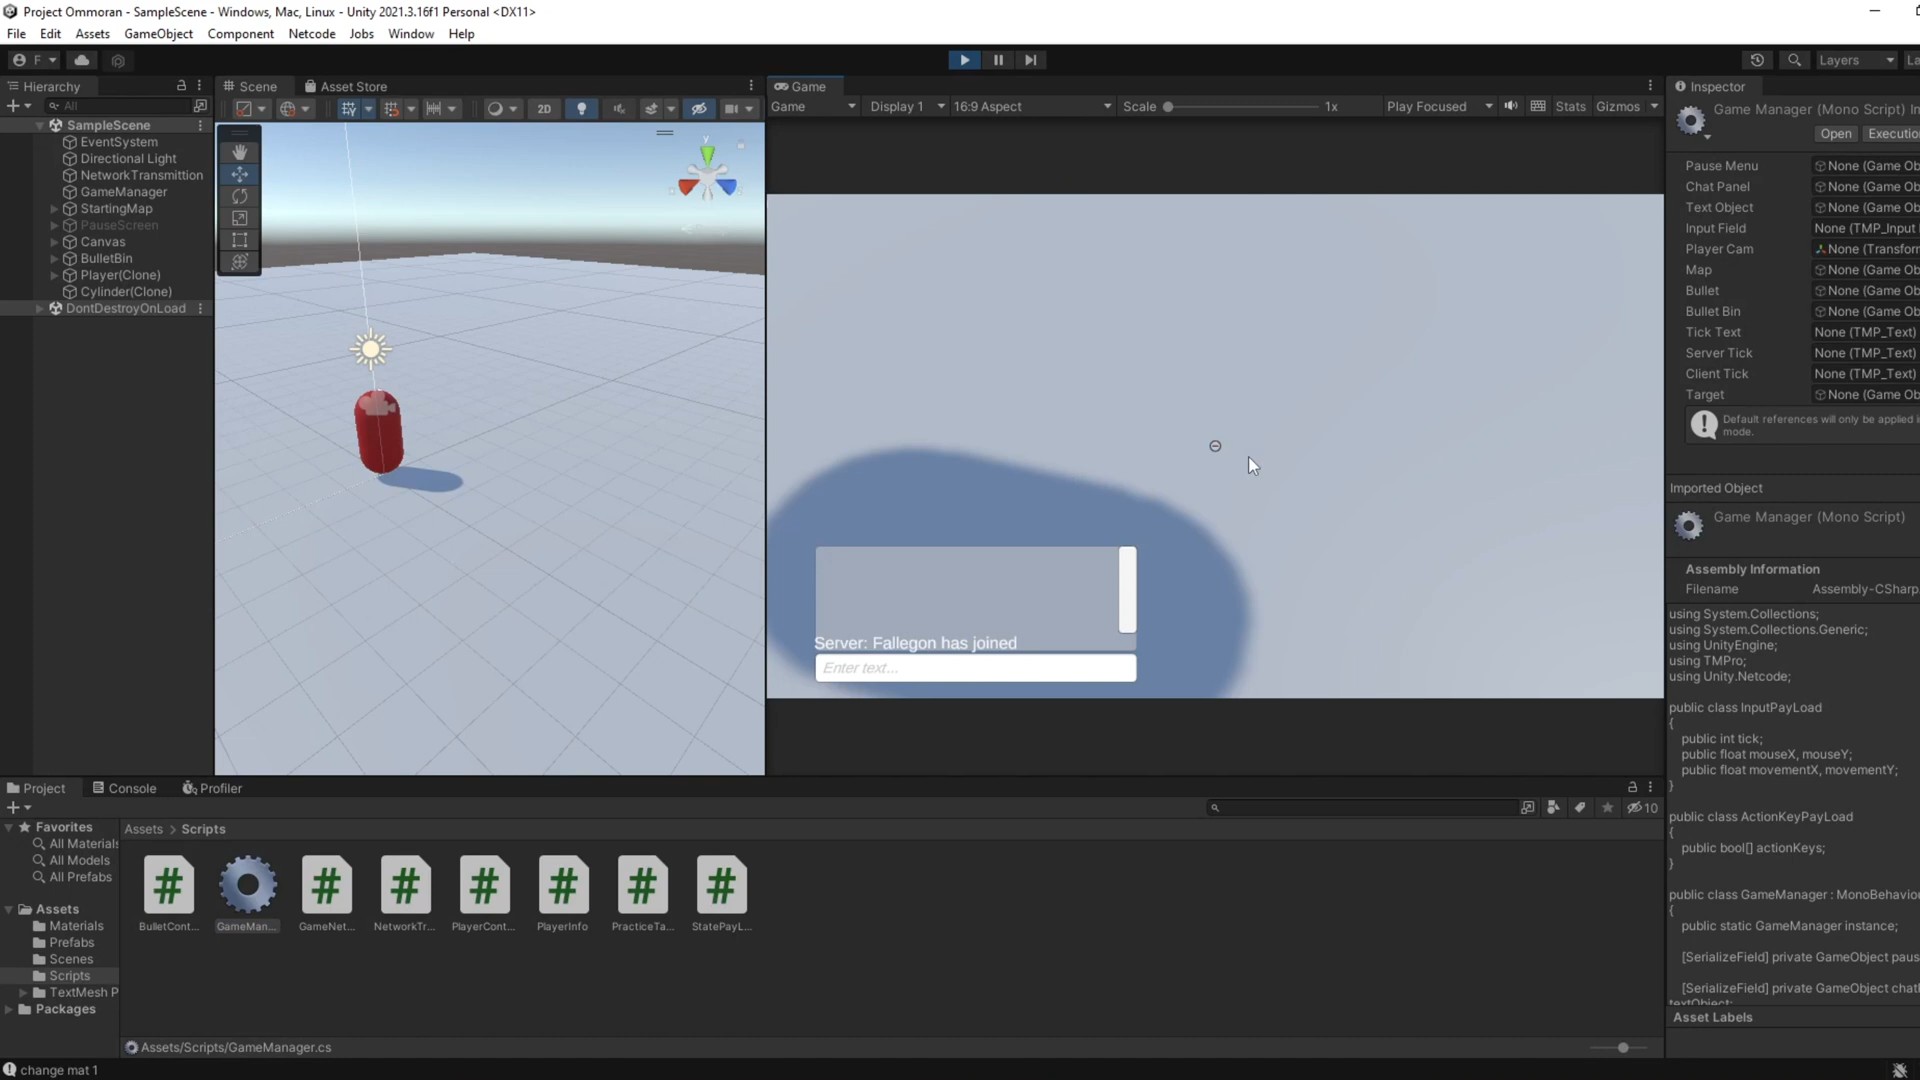 Project Ommoran - SampleScene - Windows, Mac, Linux - Unity 2021.3.16f1 Personal <DX11>
File Edit Assets GameObject Component Netcode Jobs Window Help
F Layers La
Hierarchy
All
SampleScene
EventSystem
Directional Light
NetworkTransmittion
GameManager
StartingMap
PauseScreen
Canvas
BulletBin
Player(Clone)
Cylinder(Clone)
DontDestroyOnLoad
Scene Asset Store
2D
y
Game
Game Display 1 16:9 Aspect Scale 1x Play Focused Stats Gizmos
Server: Fallegon has joined
Enter text...
Inspector
Game Manager (Mono Script) Im
Open Execution
Pause Menu None (Game Ob
Chat Panel None (Game Ob
Text Object None (Game Ob
Input Field None (TMP_Input
Player Cam None (Transform
Map None (Game Ob
Bullet None (Game Ob
Bullet Bin None (Game Ob
Tick Text None (TMP_Text)
Server Tick None (TMP_Text)
Client Tick None (TMP_Text)
Target None (Game Ob
Default references will only be applied i
mode.
Imported Object
Game Manager (Mono Script)
Assembly Information
Filename Assembly-CSharp.
using System.Collections;
using System.Collections.Generic;
using UnityEngine;
using TMPro;
using Unity.Netcode;
public class InputPayLoad
{
public int tick;
public float mouseX, mouseY;
public float movementX, movementY;
}
public class ActionKeyPayLoad
{
public bool[] actionKeys;
}
public class GameManager : MonoBehaviou
{
public static GameManager instance;
[SerializeField] private GameObject paus
[SerializeField] private GameObject chatP
textObject;
Asset Labels
Project Console Profiler
10
Favorites
All Materials
All Models
All Prefabs
Assets
Materials
Prefabs
Scenes
Scripts
TextMesh P
Packages
Assets > Scripts
BulletCont... GameMan... GameNet... NetworkTr... PlayerCont... PlayerInfo PracticeTa... StatePayL...
Assets/Scripts/GameManager.cs
change mat 1